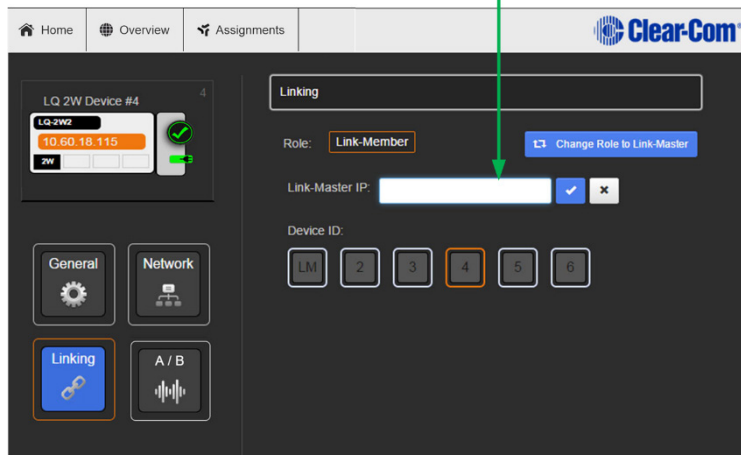 Home
Overview
Assignments
Clear-Com
LQ 2W Device #4
4
LQ-2W2
10.60.18.115
2W
General
Network
Linking
A / B
Linking
Role: Link-Member
Change Role to Link-Master
Link-Master IP:
Device ID:
LM 2 3 4 5 6